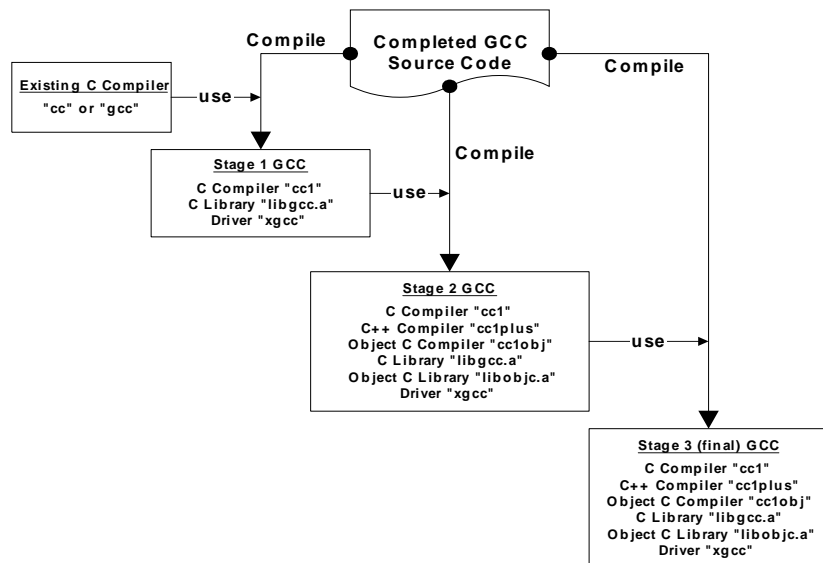 Compile
Completed GCC
Source Code
Compile
Existing C Compiler
"cc" or "gcc"
use
Compile
Stage 1 GCC
C Compiler "cc1"
C Library "libgcc.a"
Driver "xgcc"
use
Stage 2 GCC
C Compiler "cc1"
C++ Compiler "cc1plus"
Object C Compiler "cc1obj"
C Library "libgcc.a"
Object C Library "libobjc.a"
Driver "xgcc"
use
Stage 3 (final) GCC
C Compiler "cc1"
C++ Compiler "cc1plus"
Object C Compiler "cc1obj"
C Library "libgcc.a"
Object C Library "libobjc.a"
Driver "xgcc"